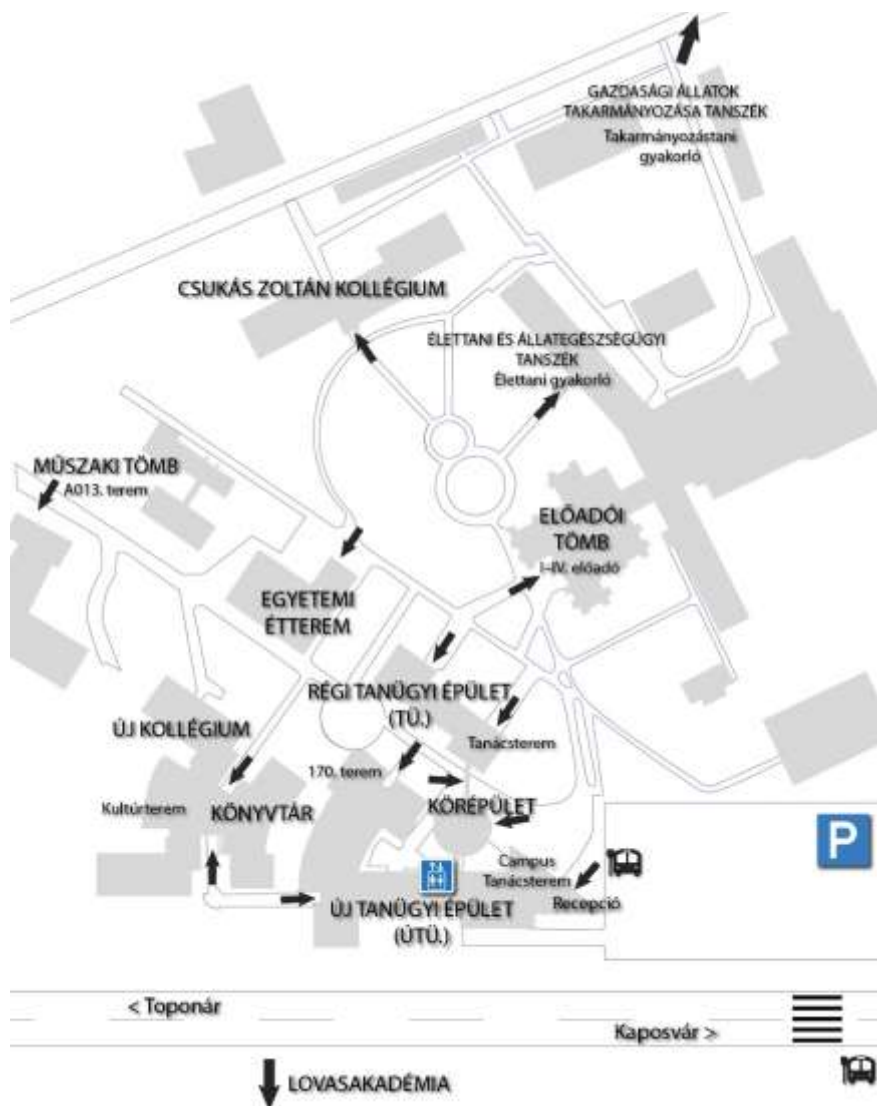 GAZDASÁGI ÁLLATOK
TAKARMÁNYOZÁSA TANSZÉK
Takarmányozástani
gyakorló
CSUKÁS ZOLTÁN KOLLÉGIUM
ÉLETTANI ÉS ÁLLATEGÉSZSÉGÜGYI
TANSZÉK
Élettani gyakorló
MŰSZAKI TÖMB
A013. terem
ELŐADÓI
TÖMB
I-IV. előadó
EGYETEMI
ÉTTEREM
RÉGI TANÜGYI ÉPÜLET
(TÜ.)
ÚJ KOLLÉGIUM
Tanácsterem
170. terem
Kultúrterem
KÖNYVTÁR
KÖRÉPÜLET
P
Campus
Tanácsterem
Recepció
ÚJ TANÜGYI ÉPÜLET
(ÚTÜ.)
< Toponár
Kaposvár >
LOVASAKADÉMIA